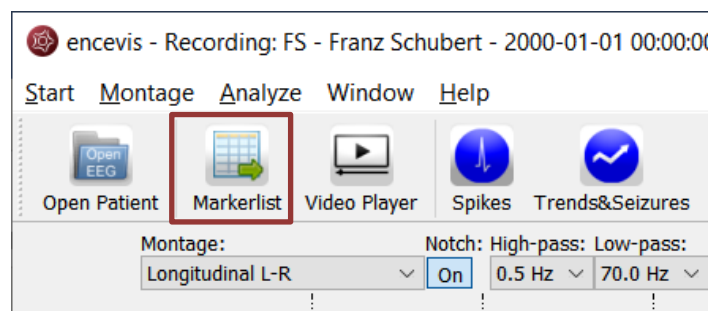 encevis - Recording: FS - Franz Schubert - 2000-01-01 00:00:00
Start Montage Analyze Window Help
Open EEG
Open Patient Markerlist Video Player Spikes Trends&Seizures
Montage: Notch: High-pass: Low-pass:
Longitudinal L-R On 0.5 Hz 70.0 Hz